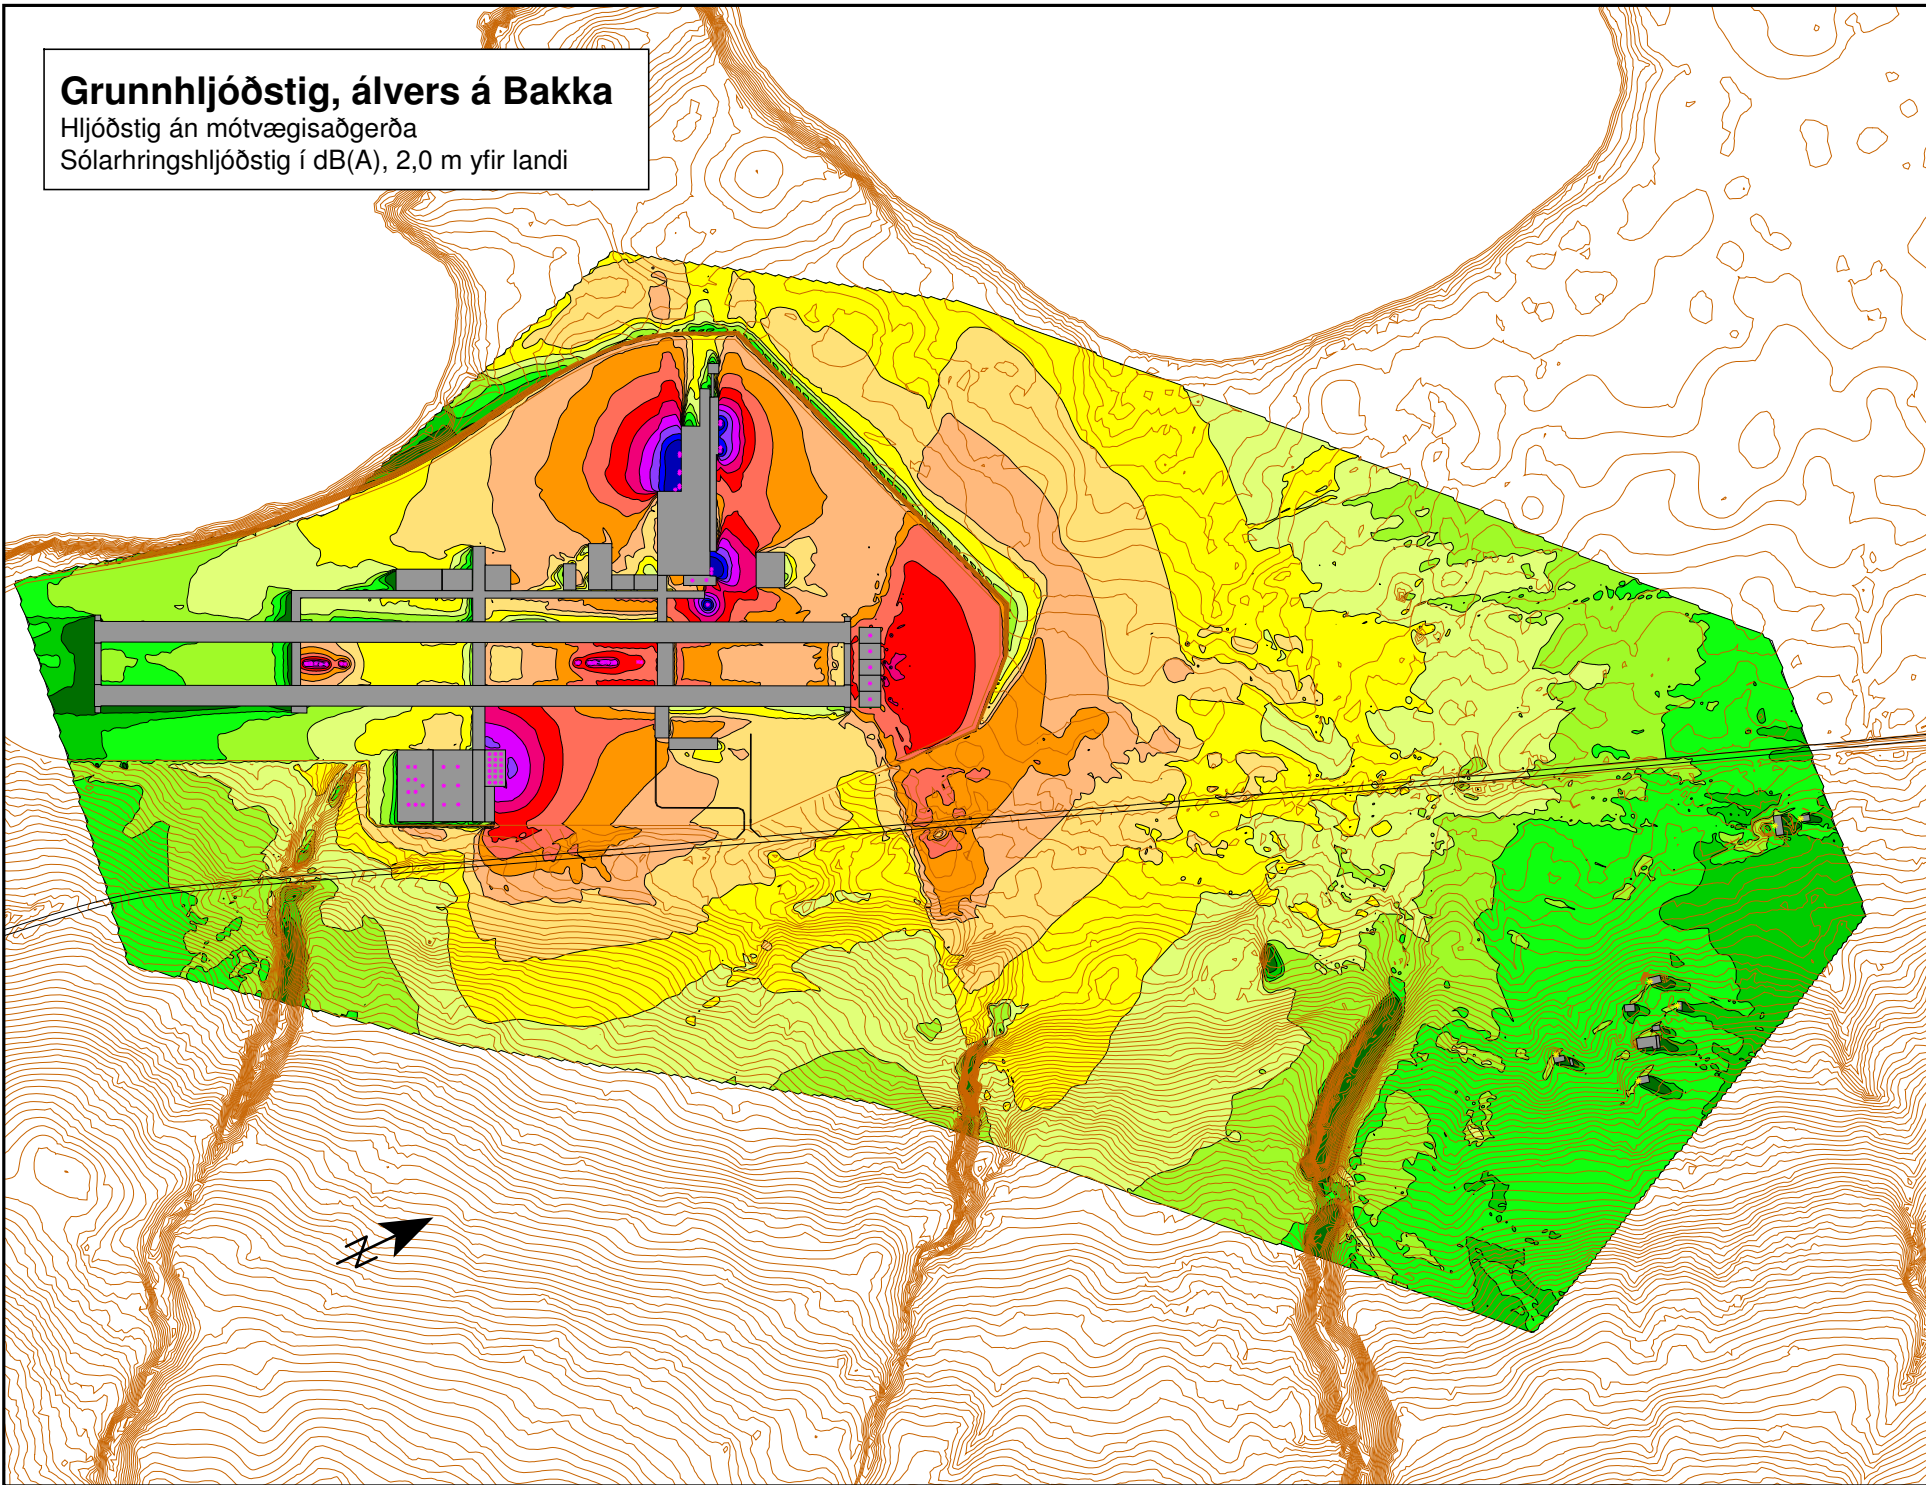 Grunnhljóðstig, álvers á Bakka
Hljóðstig án mótvægisaðgerða
Sólarhringshljóðstig í dB(A), 2,0 m yfir landi
N